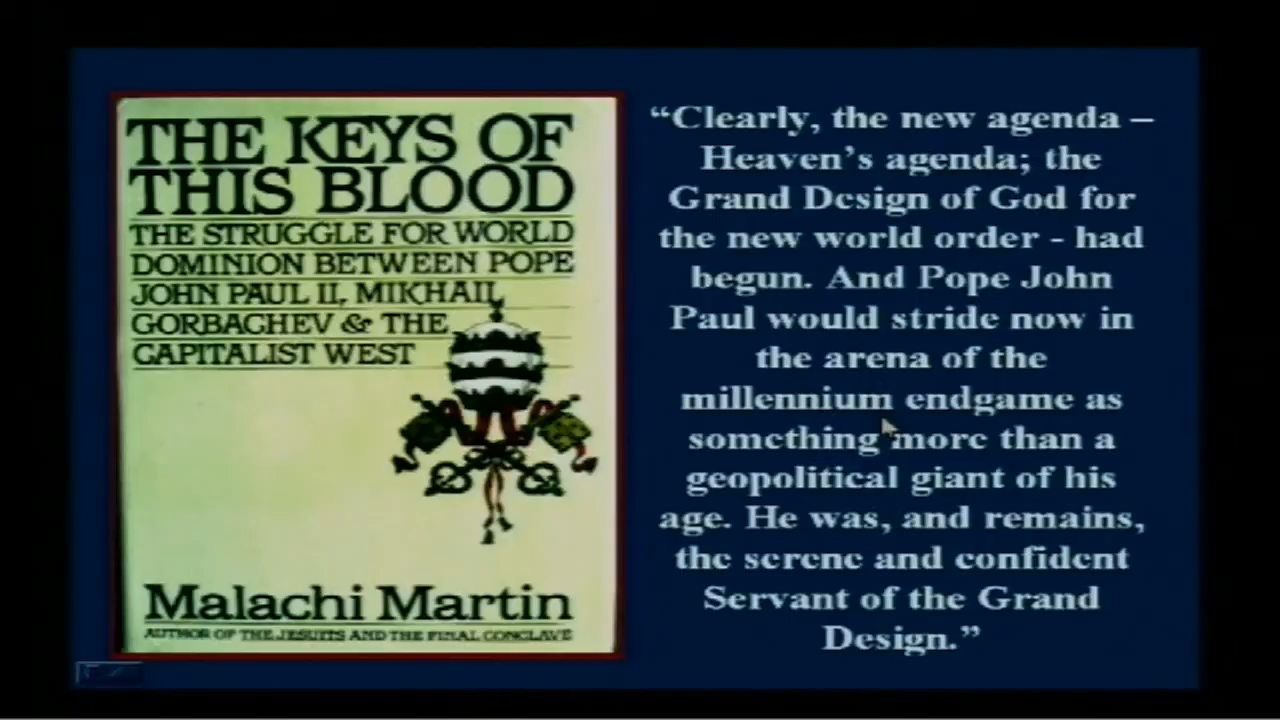 THE KEYS OF
THIS BLOOD
THE STRUGGLE FOR WORLD
DOMINION BETWEEN POPE
JOHN PAUL II, MIKHAIL
GORBACHEV & THE
CAPITALIST WEST
Malachi Martin
AUTHOR OF THE JESUITS AND THE FINAL CONCLAVE
“Clearly, the new agenda –
Heaven’s agenda; the
Grand Design of God for
the new world order - had
begun. And Pope John
Paul would stride now in
the arena of the
millennium endgame as
something more than a
geopolitical giant of his
age. He was, and remains,
the serene and confident
Servant of the Grand
Design.”